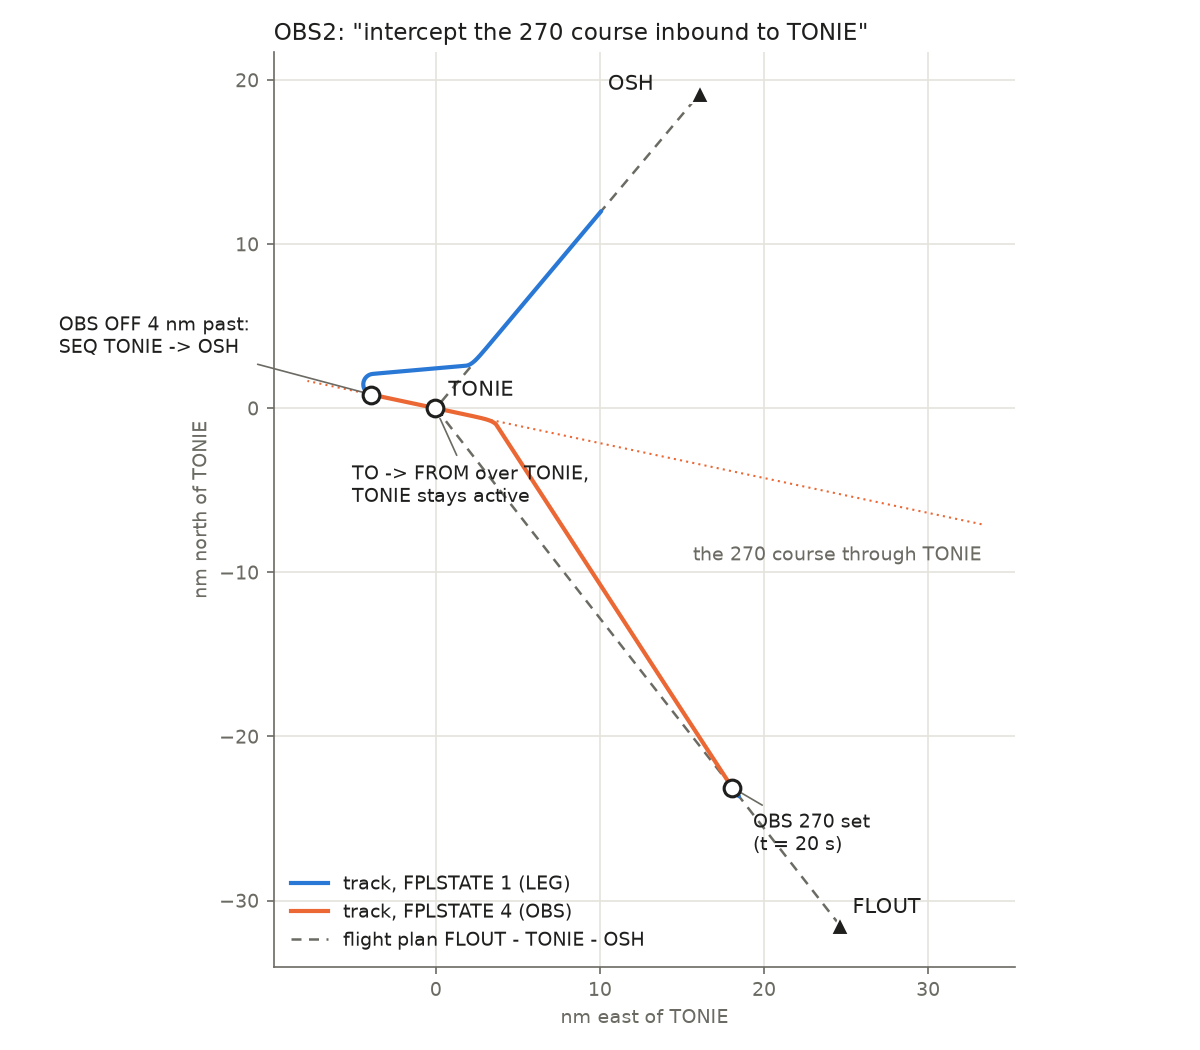 OBS2: "intercept the 270 course inbound to TONIE"
20
10
0
−10
−20
−30
nm north of TONIE
OSH
OBS OFF 4 nm past:
SEQ TONIE -> OSH
TONIE
TO -> FROM over TONIE,
TONIE stays active
the 270 course through TONIE
OBS 270 set
(t = 20 s)
FLOUT
track, FPLSTATE 1 (LEG)
track, FPLSTATE 4 (OBS)
flight plan FLOUT - TONIE - OSH
0
10
20
30
nm east of TONIE